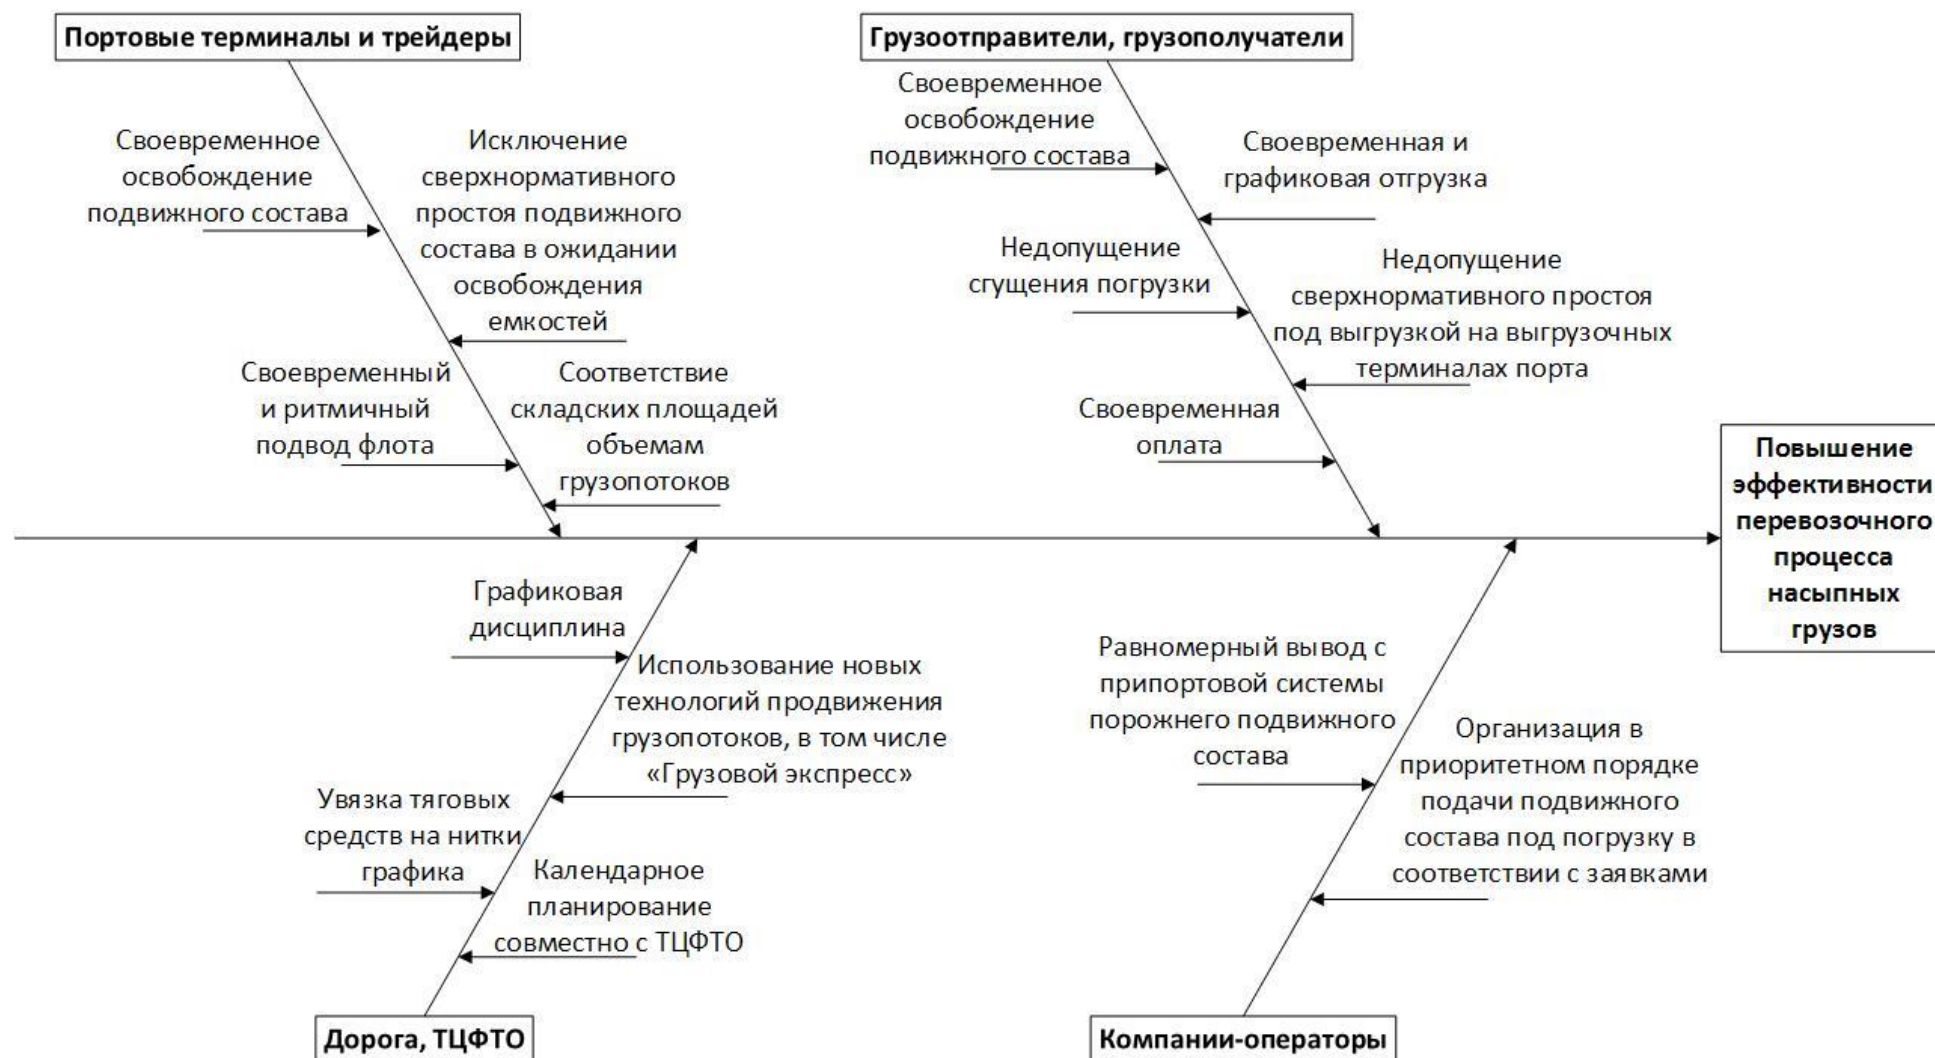 Портовые терминалы и трейдеры
Своевременное
освобождение
подвижного состава
Исключение
сверхнормативного
простоя подвижного
состава в ожидании
освобождения
емкостей
Своевременный
и ритмичный
подвод флота
Соответствие
складских площадей
объемам
грузопотоков
Грузоотправители, грузополучатели
Своевременное
освобождение
подвижного состава
Своевременная и
графиковая отгрузка
Недопущение
сгущения погрузки
Недопущение
сверхнормативного простоя
под выгрузкой на выгрузочных
терминалах порта
Своевременная
оплата
Повышение
эффективности
перевозочного
процесса
насыпных
грузов
Графиковая
дисциплина
Использование новых
технологий продвижения
грузопотоков, в том числе
«Грузовой экспресс»
Увязка тяговых
средств на нитки
графика
Календарное
планирование
совместно с ТЦФТО
Дорога, ТЦФТО
Равномерный вывод с
припортовой системы
порожнего подвижного
состава
Организация в
приоритетном порядке
подачи подвижного
состава под погрузку в
соответствии с заявками
Компании-операторы